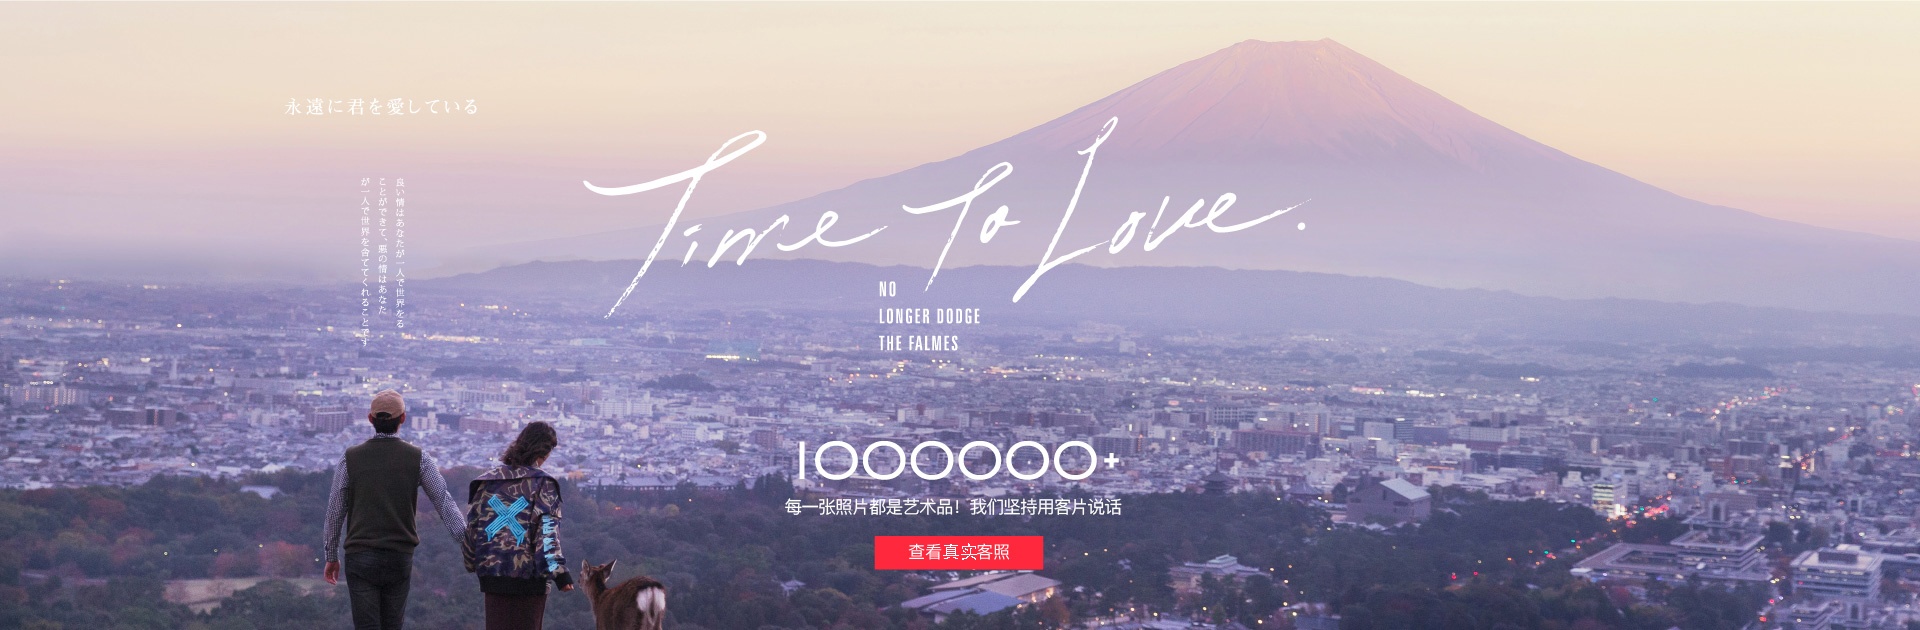 永遠に君を愛している
良い情はあなたが一人で世界をる
ことができて、悪の情はあなた
が一人で世界を舎ててくれることです
Time To Love.
NO
LONGER DODGE
THE FALMES
1000000+
每一张照片都是艺术品！我们坚持用客片说话
查看真实客照